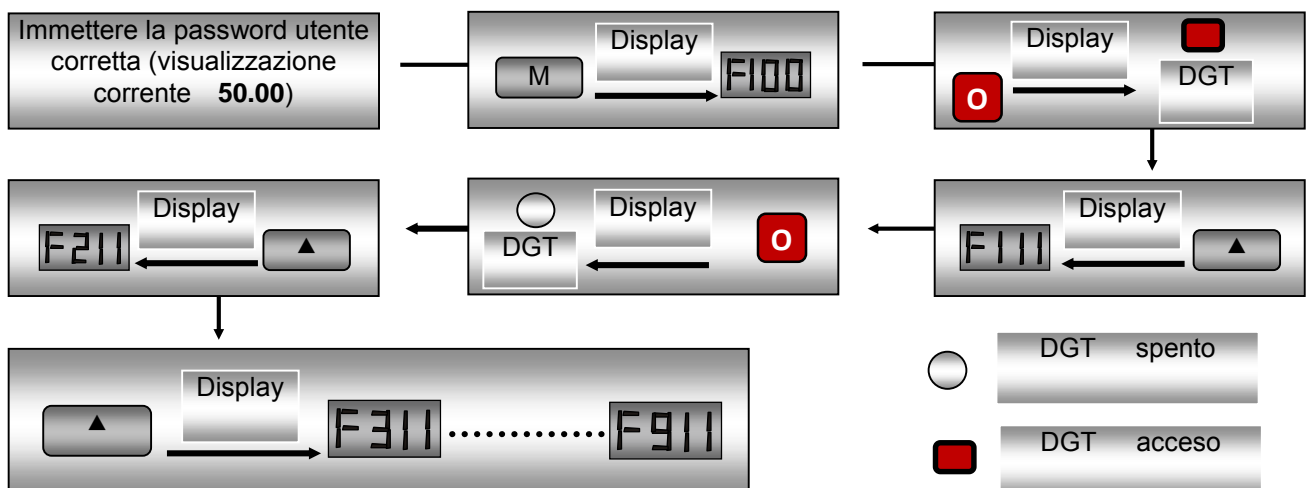 Immettere la password utente
corretta (visualizzazione
corrente 50.00)
M
Display
F100
O
Display
DGT
▲
Display
F111
O
Display
DGT
▲
Display
F211
▲
Display
F311 ............ F911
DGT spento
DGT acceso